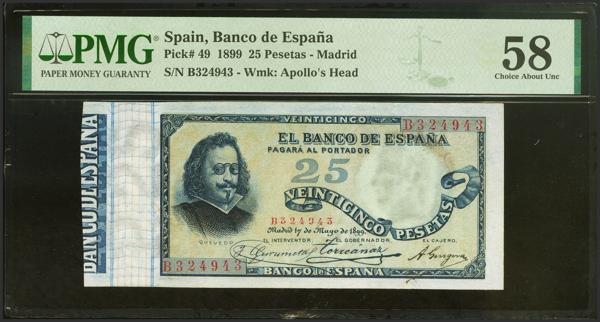 PMG®
PAPER MONEY GUARANTY
Spain, Banco de España
Pick# 49 1899 25 Pesetas - Madrid
S/N B324943 - Wmk: Apollo's Head
58
Choice About Unc
BANCO DE ESPAÑA
VEINTICINCO
B324943
EL BANCO DE ESPAÑA
PAGARÁ AL PORTADOR
25
VEINTICINCO PESETAS
B324943
Madrid 17 de Mayo de 1899.
QUEVEDO
EL INTERVENTOR,
EL GOBERNADOR,
EL CAJERO,
B324943
BANCO DE ESPAÑA